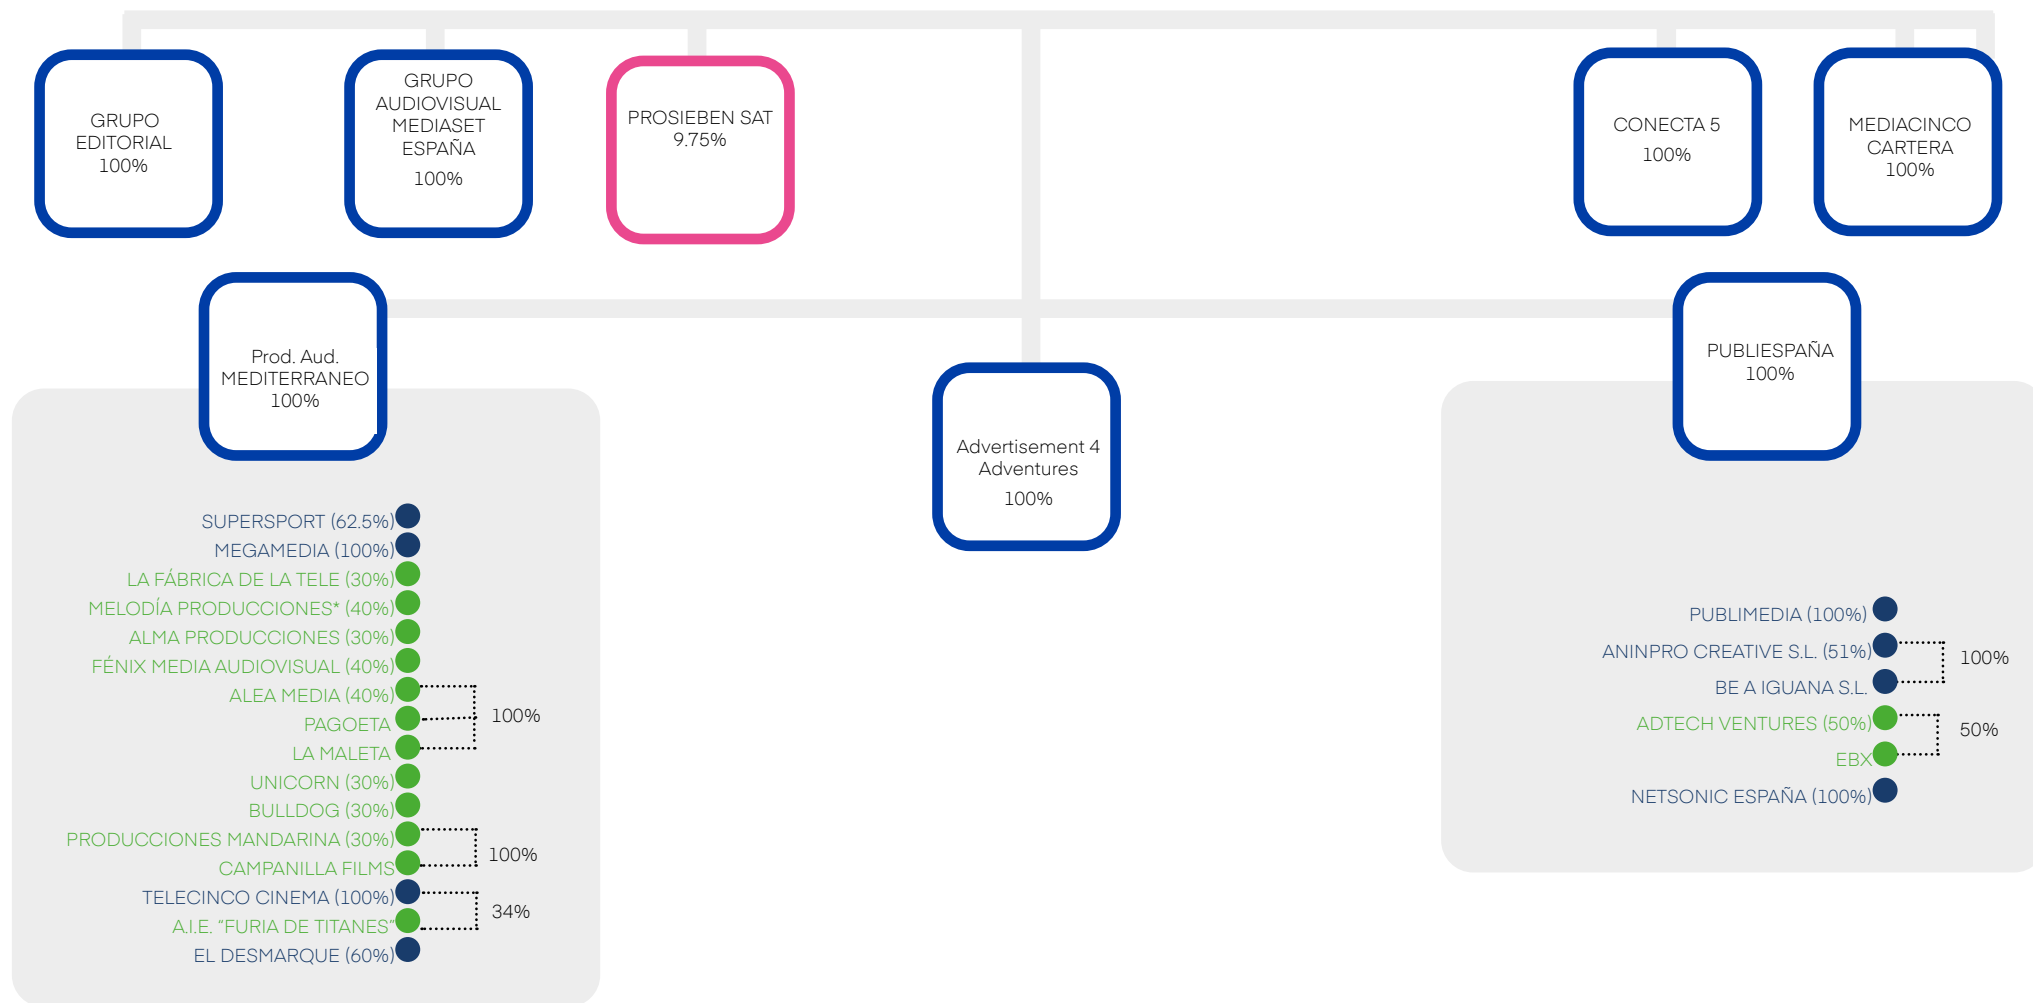 GRUPO
EDITORIAL
100%
GRUPO
AUDIOVISUAL
MEDIASET
ESPAÑA
100%
PROSIEBEN SAT
9.75%
CONECTA 5
100%
MEDIACINCO
CARTERA
100%
Prod. Aud.
MEDITERRANEO
100%
Advertisement 4
Adventures
100%
PUBLIESPAÑA
100%
SUPERSPORT (62.5%)
MEGAMEDIA (100%)
LA FÁBRICA DE LA TELE (30%)
MELODÍA PRODUCCIONES* (40%)
ALMA PRODUCCIONES (30%)
FÉNIX MEDIA AUDIOVISUAL (40%)
ALEA MEDIA (40%)
PAGOETA
100%
LA MALETA
UNICORN (30%)
BULLDOG (30%)
PRODUCCIONES MANDARINA (30%)
100%
CAMPANILLA FILMS
TELECINCO CINEMA (100%)
34%
A.I.E. "FURIA DE TITANES"
EL DESMARQUE (60%)
PUBLIMEDIA (100%)
ANINPRO CREATIVE S.L. (51%)
100%
BE A IGUANA S.L.
ADTECH VENTURES (50%)
50%
EBX
NETSONIC ESPAÑA (100%)